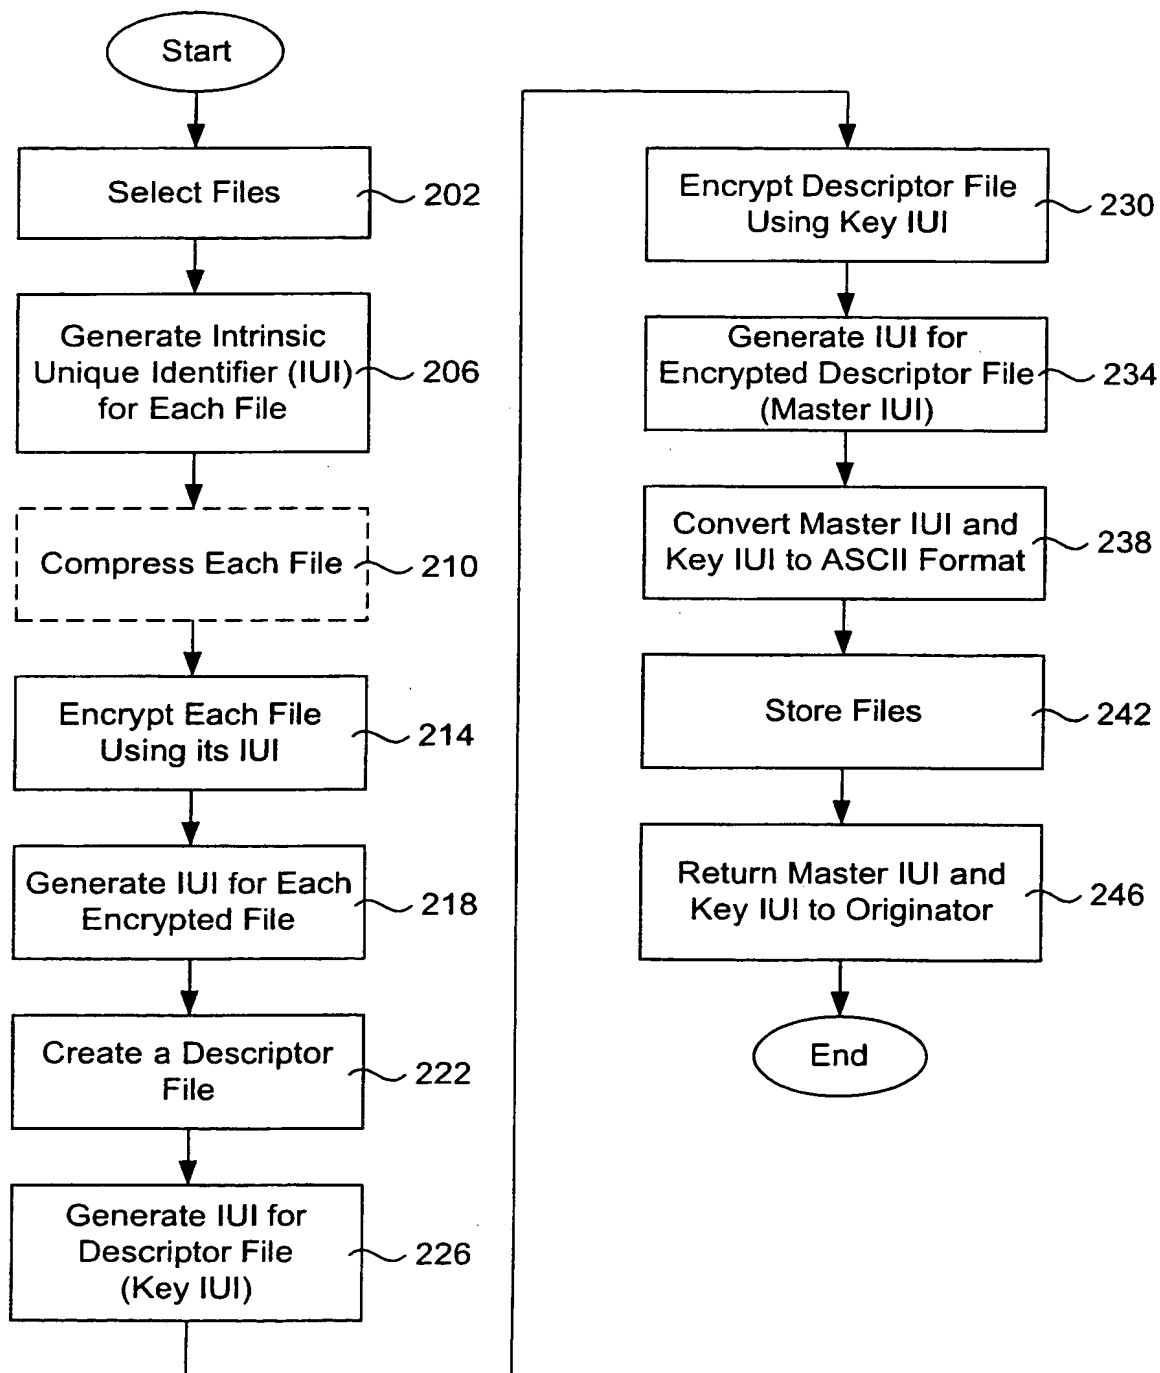 Start
Select Files
202
Generate Intrinsic
Unique Identifier (IUI)
for Each File
206
Compress Each File
210
Encrypt Each File
Using its IUI
214
Generate IUI for Each
Encrypted File
218
Create a Descriptor
File
222
Generate IUI for
Descriptor File
(Key IUI)
226
Encrypt Descriptor File
Using Key IUI
230
Generate IUI for
Encrypted Descriptor File
(Master IUI)
234
Convert Master IUI and
Key IUI to ASCII Format
238
Store Files
242
Return Master IUI and
Key IUI to Originator
246
End